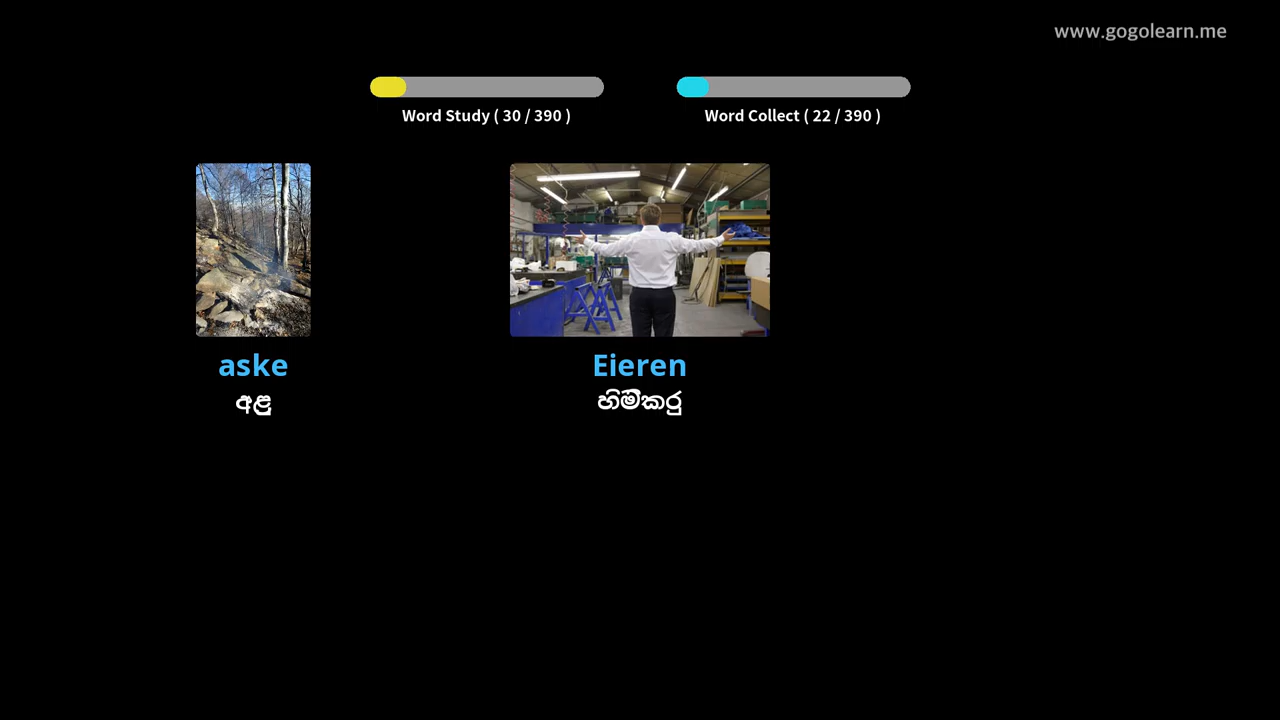 www.gogolearn.me
Word Study ( 30 / 390 )
Word Collect ( 22 / 390 )
aske
Eieren
අළු
හිමිකරු